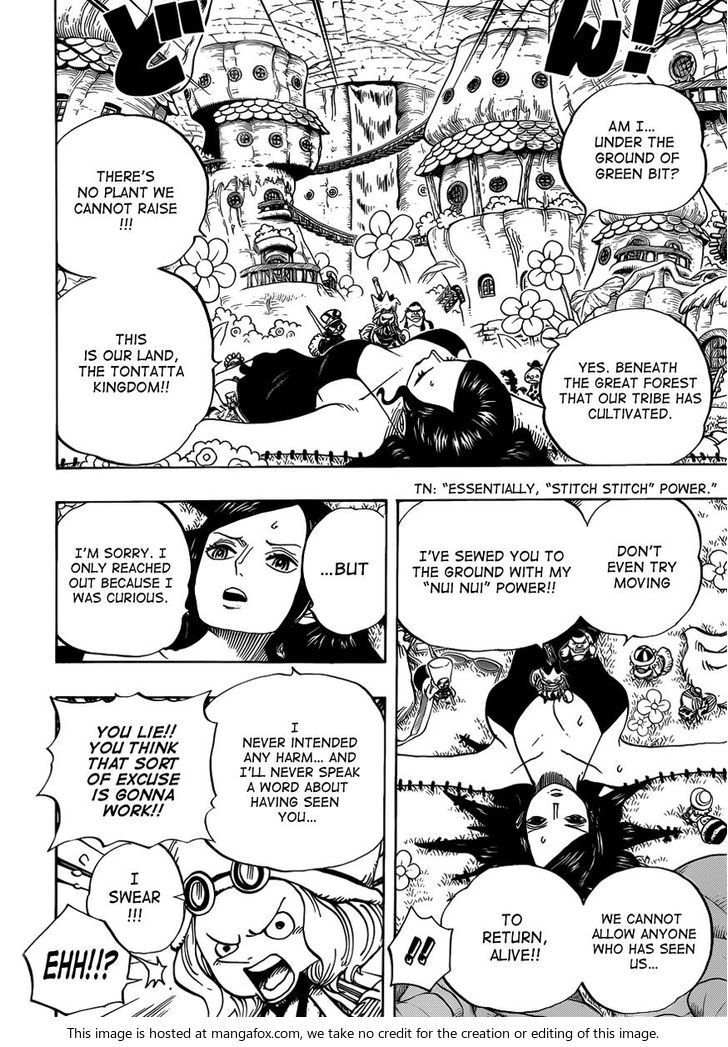 どん!
AM I...
UNDER THE
GROUND OF
GREEN BIT?
THERE'S
NO PLANT WE
CANNOT RAISE
!!!
YES. BENEATH
THE GREAT FOREST
THAT OUR TRIBE HAS
CULTIVATED.
THIS
IS OUR LAND,
THE TONTATTA
KINGDOM!!
TN: "ESSENTIALLY, "STITCH STITCH" POWER."
DON'T
EVEN TRY
MOVING
I'VE SEWED YOU TO
THE GROUND WITH MY
"NUI NUI" POWER!!
...BUT
I'M SORRY. I
ONLY REACHED
OUT BECAUSE I
WAS CURIOUS.
I
NEVER INTENDED
ANY HARM... AND
I'LL NEVER SPEAK
A WORD ABOUT
HAVING SEEN
YOU...
YOU LIE!!
YOU THINK
THAT SORT
OF EXCUSE
IS GONNA
WORK!!
I
SWEAR
!!!
EHH!!?
WE CANNOT
ALLOW ANYONE
WHO HAS SEEN
US...
TO
RETURN,
ALIVE!!
!!
This image is hosted at mangafox.com, we take no credit for the creation or editing of this image.